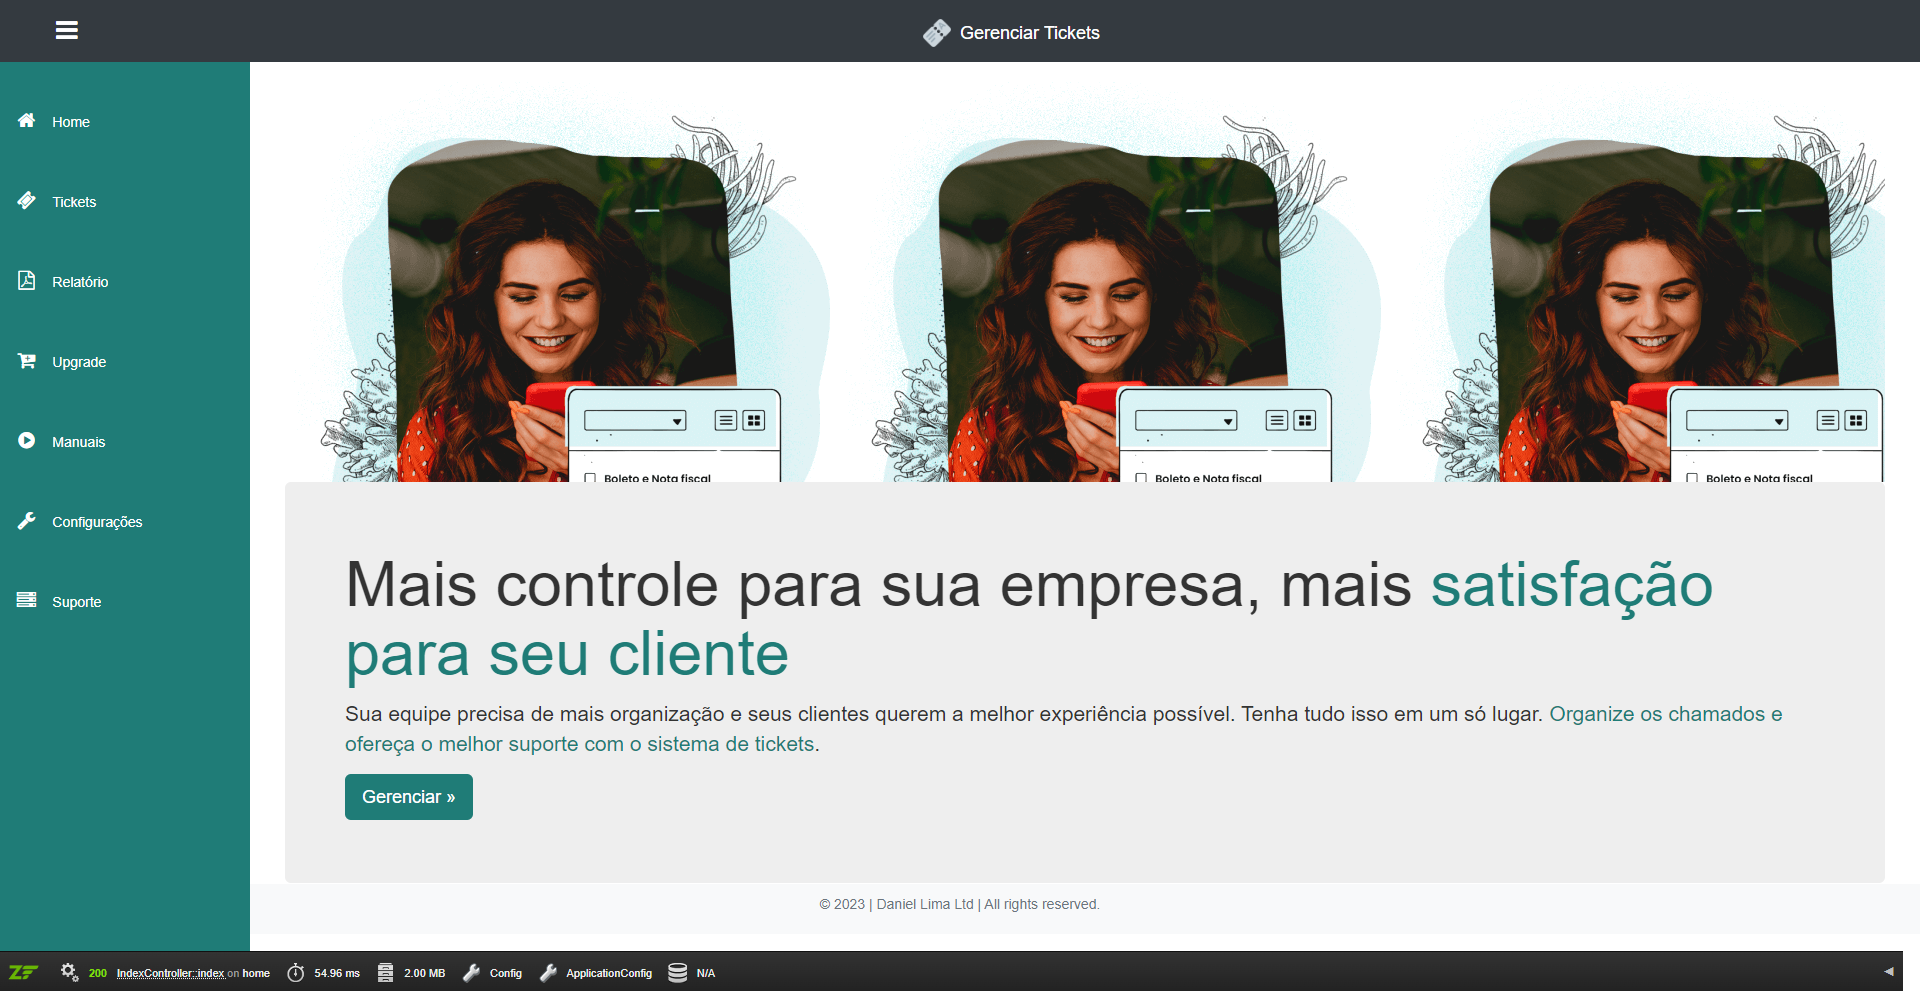 Gerenciar Tickets
Home
Tickets
Relatório
Upgrade
Manuais
Configurações
Suporte
Boleto e Nota fiscal
Boleto e Nota fiscal
Boleto e Nota fiscal
Mais controle para sua empresa, mais satisfação
para seu cliente
Sua equipe precisa de mais organização e seus clientes querem a melhor experiência possível. Tenha tudo isso em um só lugar. Organize os chamados e
ofereça o melhor suporte com o sistema de tickets.
Gerenciar »
© 2023 | Daniel Lima Ltd | All rights reserved.
ZF 200 IndexController::index on home 54.96 ms 2.00 MB Config ApplicationConfig N/A